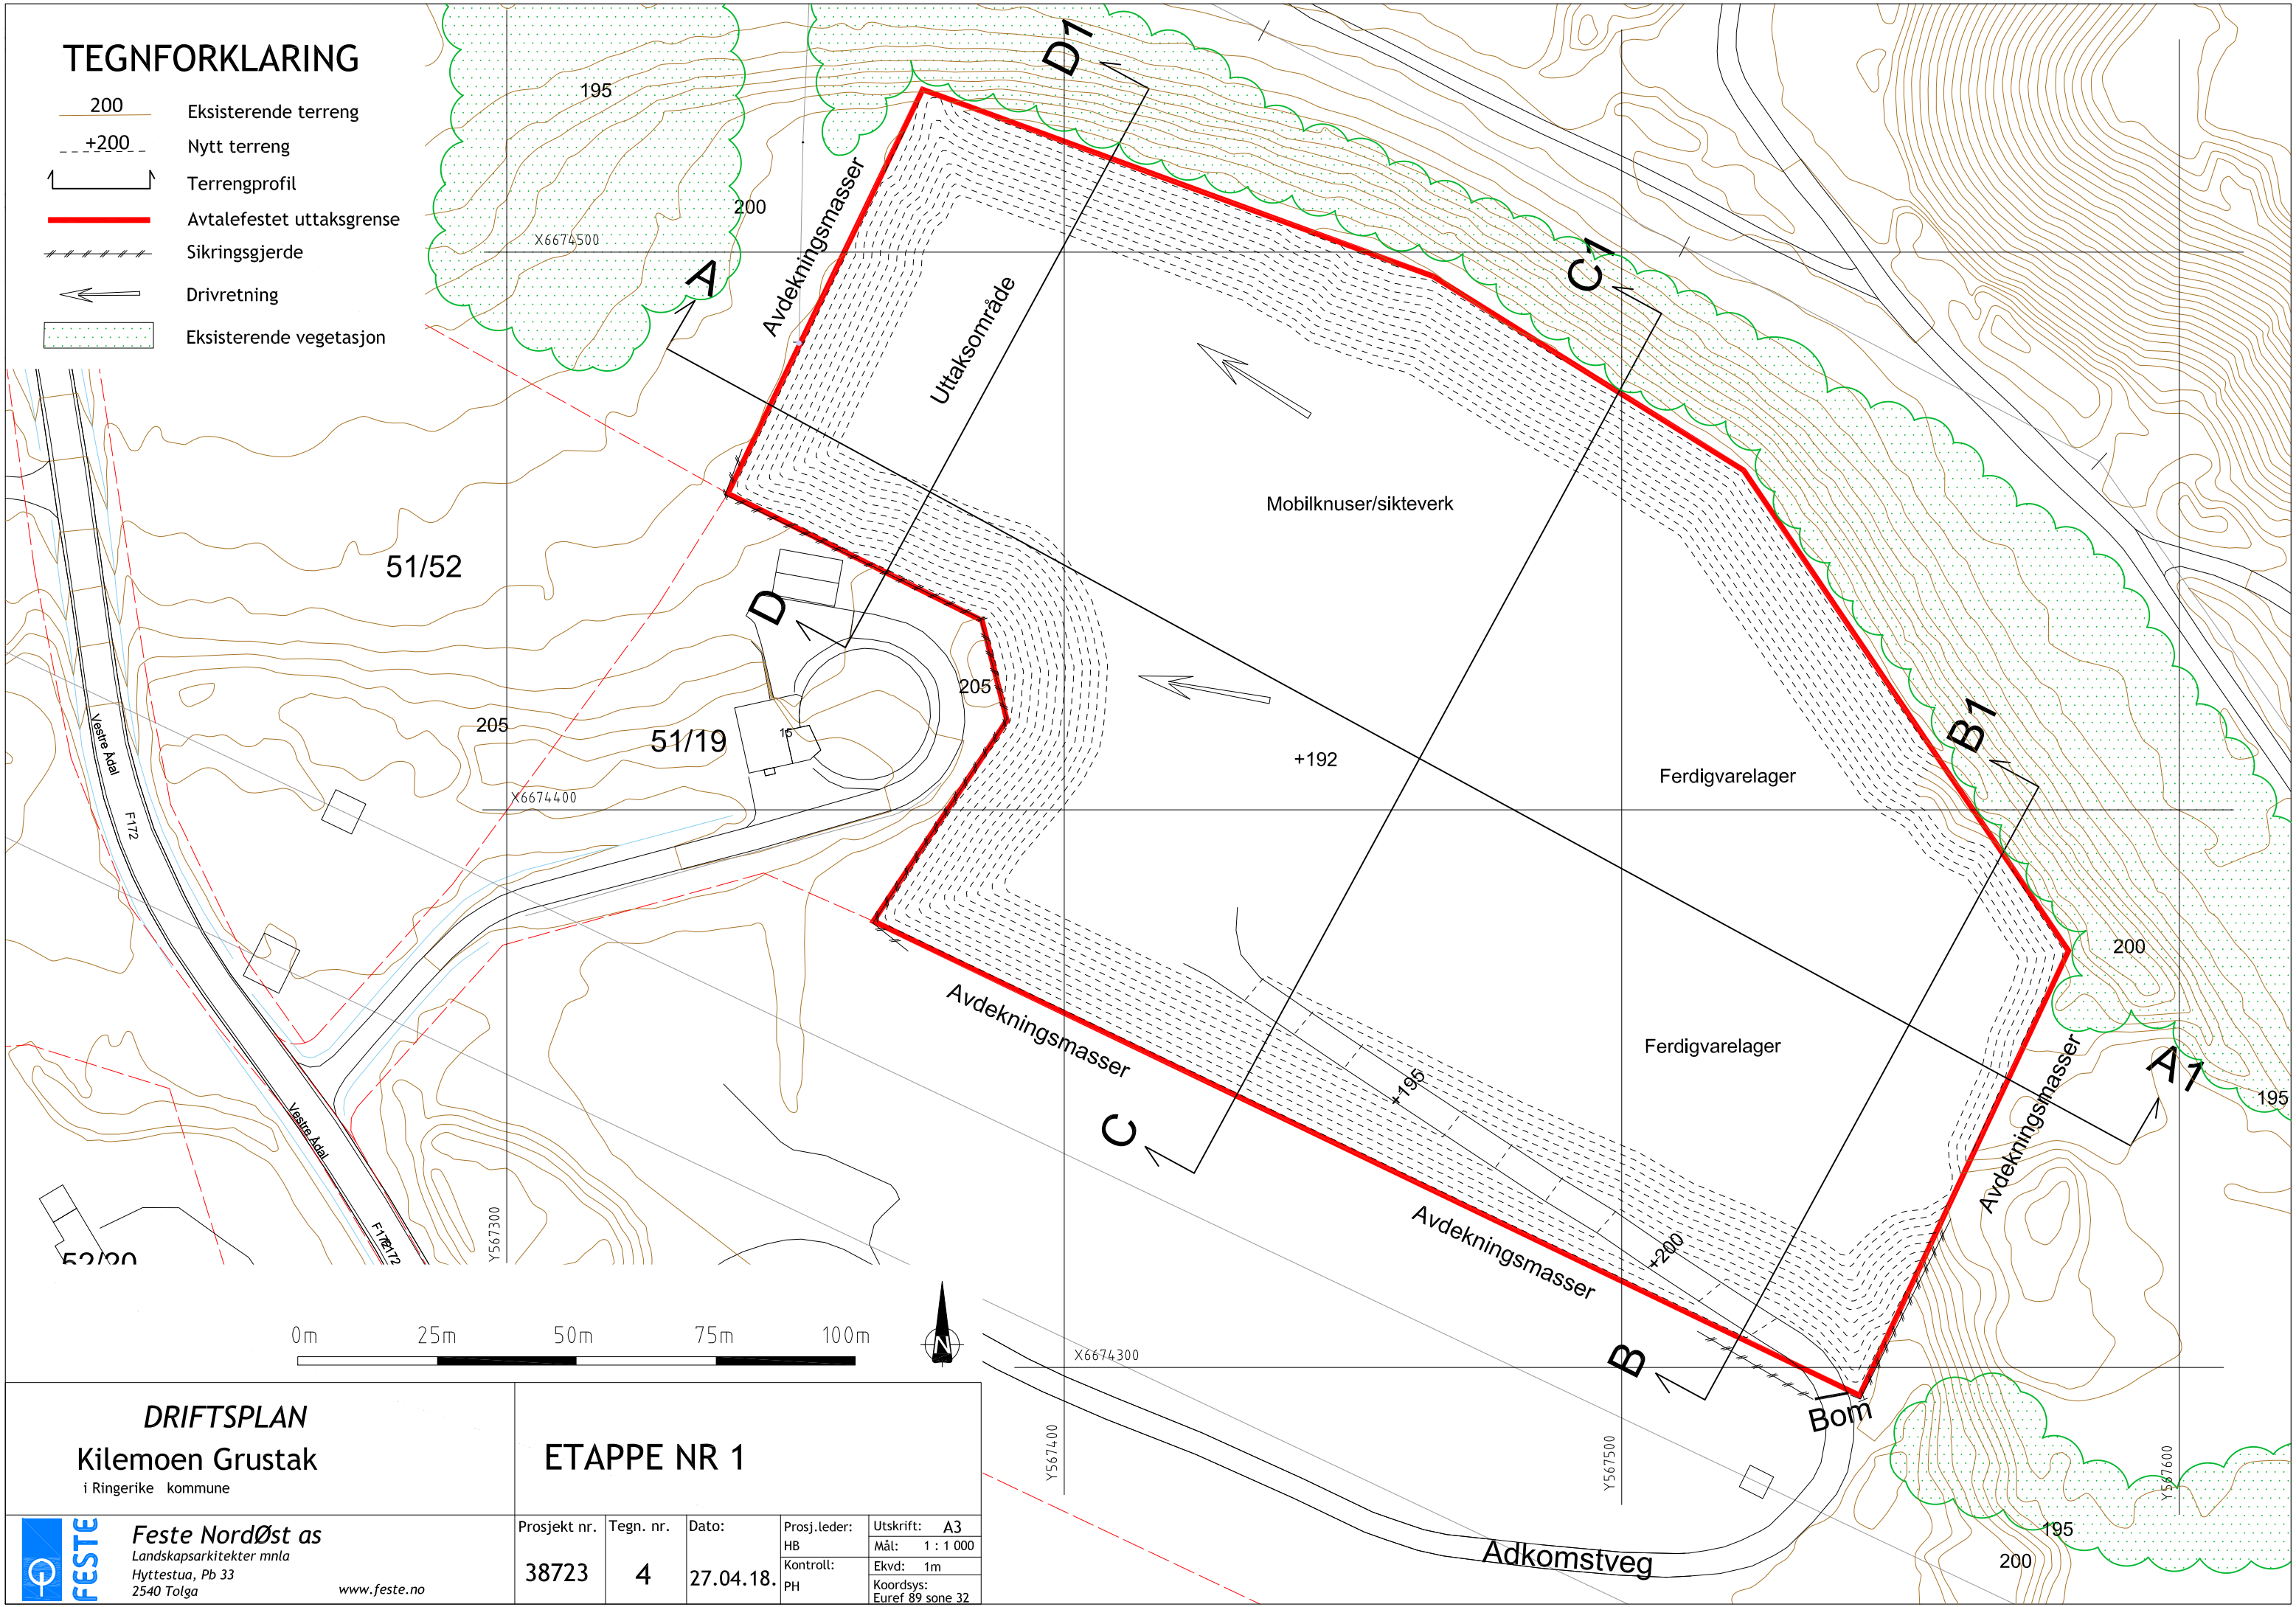 TEGNFORKLARING
200 Eksisterende terreng
+200 Nytt terreng
Terrengprofil
Avtalefestet uttaksgrense
Sikringsgjerde
Drivretning
Eksisterende vegetasjon
195
200
X6674500
A
D1
C1
Avdekningsmasser
Uttaksområde
Mobilknuser/sikteverk
51/52
D
205
205
51/19
15
Vestre Ådal
F172
X6674400
+192
Ferdigvarelager
B1
200
Ferdigvarelager
A1
195
Avdekningsmasser
Avdekningsmasser
+195
C
Vestre Ådal
F172
F172
52/20
Y567300
Avdekningsmasser
+200
B
X6674300
Bom
Y567400
Y567500
Y567600
Adkomstveg
195
200
0m 25m 50m 75m 100m
N
DRIFTSPLAN
Kilemoen Grustak
i Ringerike kommune
ETAPPE NR 1
FESTE
Feste NordØst as
Landskapsarkitekter mnla
Hyttestua, Pb 33
2540 Tolga
www.feste.no
Prosjekt nr.
38723
Tegn. nr.
4
Dato:
27.04.18.
Prosj.leder:
HB
Kontroll:
PH
Utskrift: A3
Mål: 1 : 1 000
Ekvd: 1m
Koordsys:
Euref 89 sone 32